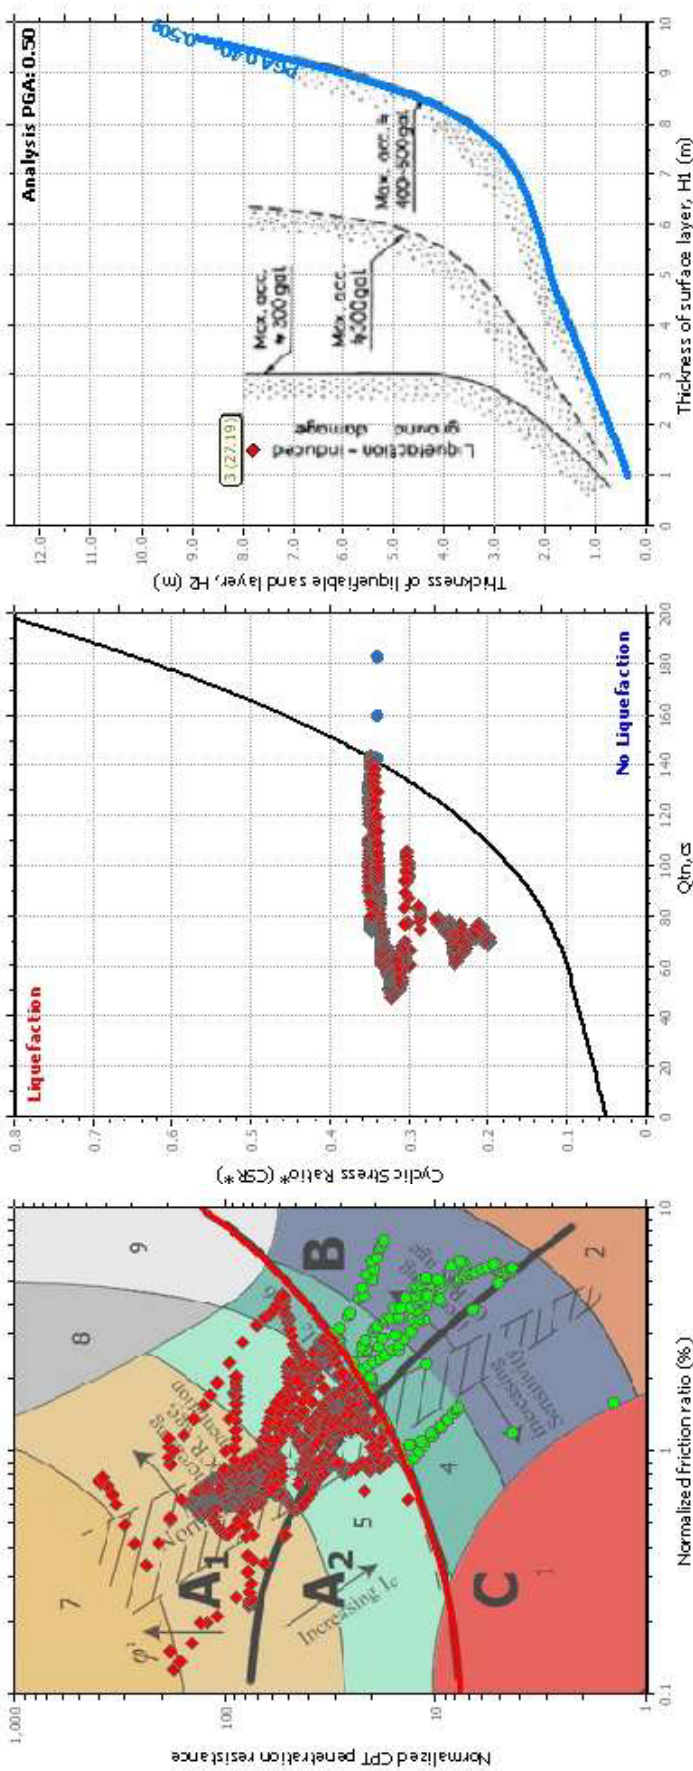 Normalized CPT penetration resistance
1,000
100
10
1
0.1
1
10
Normalized friction ratio (%)
7
8
9
6
5
4
1
2
A1
A2
B
C
φ'
Increasing Ic
Increasing
Sensitivity
Liquefaction
No Liquefaction
Cyclic Stress Ratio* (CSR*)
0.8
0.7
0.6
0.5
0.4
0.3
0.2
0.1
0
0
20
40
60
80
100
120
140
160
180
200
Qtn,cs
Analysis PGA: 0.50
Thickness of liquefiable sand layer, H2 (m)
12.0
11.0
10.0
9.0
8.0
7.0
6.0
5.0
4.0
3.0
2.0
1.0
0.0
0
1
2
3
4
5
6
7
8
9
10
Thickness of surface layer, H1 (m)
3 (27.19)
Liquefaction - induced
ground damage
Max. acc.
300gal
Max. acc.
Max. acc.
400-500gal
PGA 0.40g
0.50g